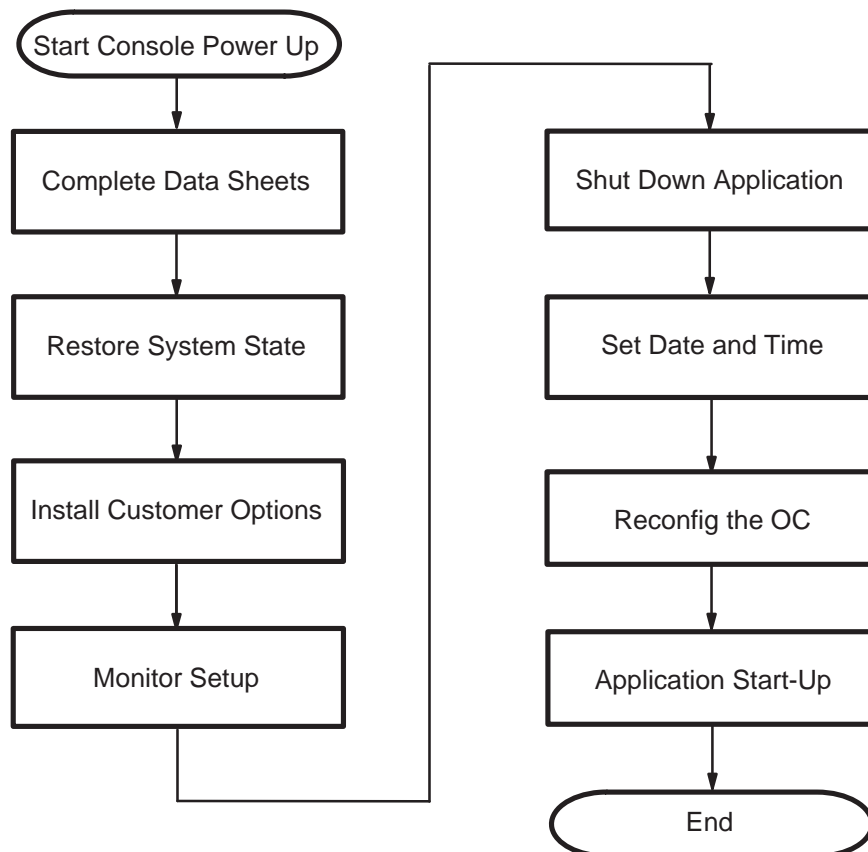 Start Console Power Up
Complete Data Sheets
Restore System State
Install Customer Options
Monitor Setup
Shut Down Application
Set Date and Time
Reconfig the OC
Application Start-Up
End